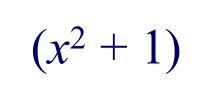 (x² + 1)